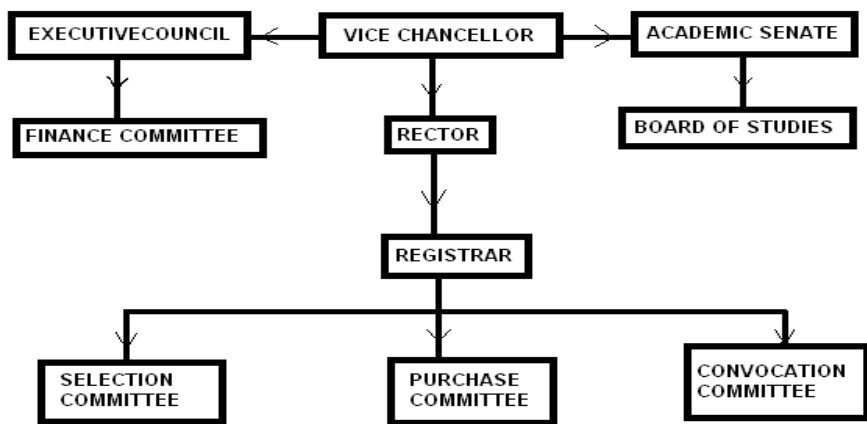 EXECUTIVECOUNCIL
VICE CHANCELLOR
ACADEMIC SENATE
FINANCE COMMITTEE
RECTOR
BOARD OF STUDIES
REGISTRAR
SELECTION
COMMITTEE
PURCHASE
COMMITTEE
CONVOCATION
COMMITTEE